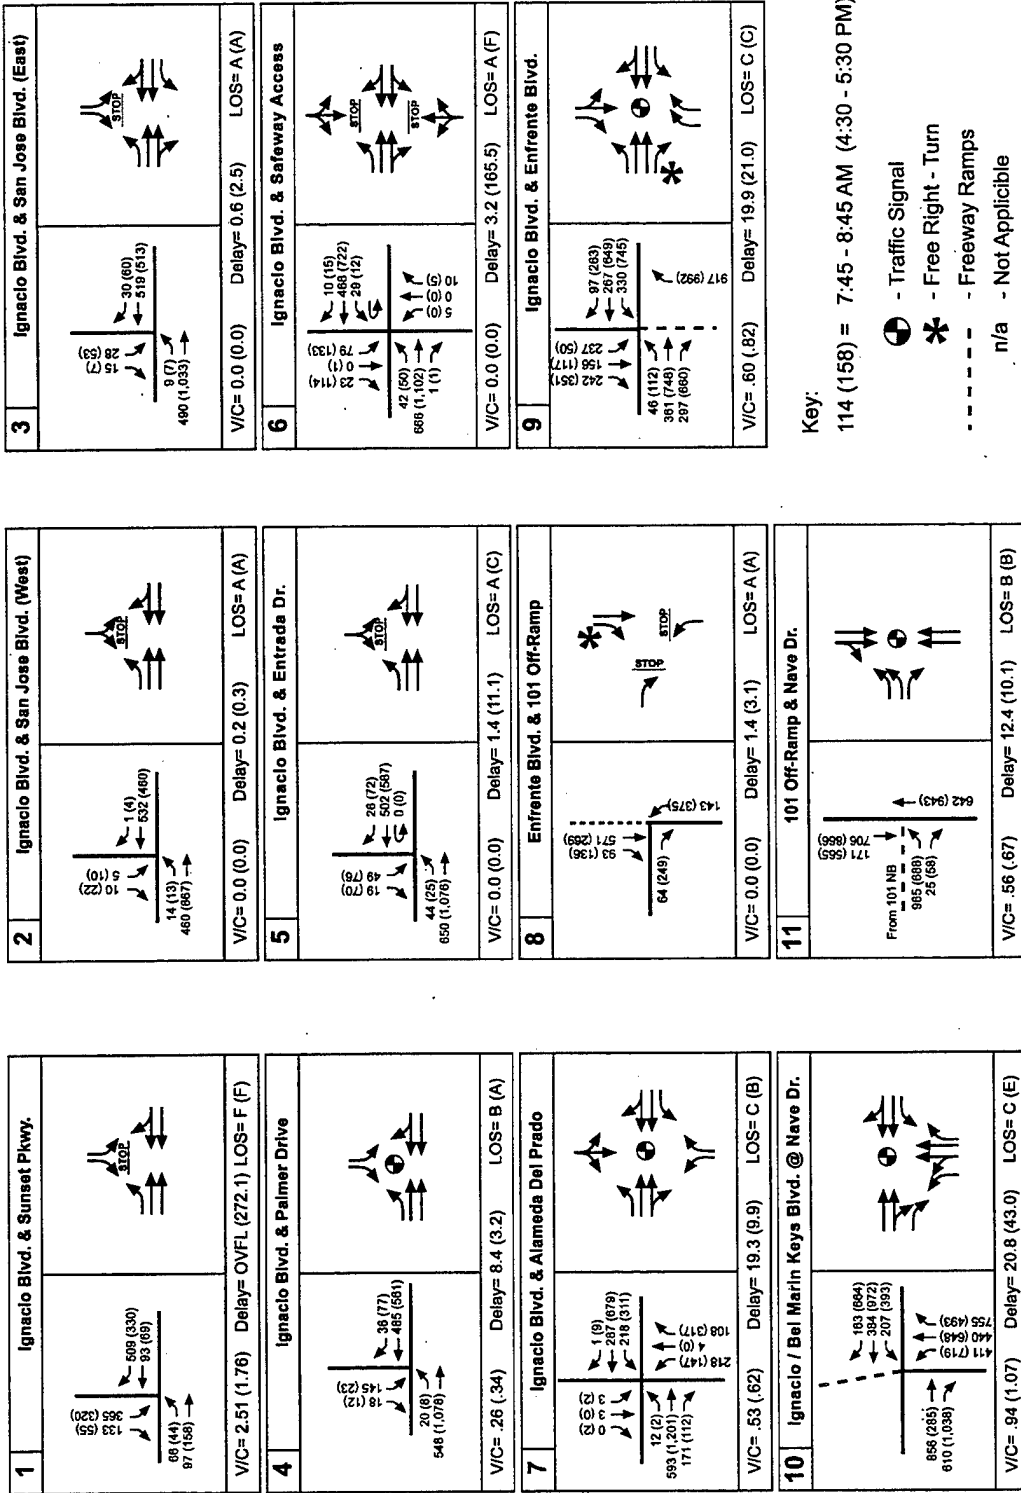 1 Ignacio Blvd. & Sunset Pkwy.
133 (55)
365 (320)
509 (330)
93 (69)
STOP
66 (44)
97 (158)
V/C= 2.51 (1.76) Delay= OVFL (272.1) LOS= F (F)
2 Ignacio Blvd. & San Jose Blvd. (West)
10 (22)
5 (10)
1 (4)
532 (460)
STOP
14 (13)
460 (867)
V/C= 0.0 (0.0) Delay= 0.2 (0.3) LOS= A (A)
3 Ignacio Blvd. & San Jose Blvd. (East)
15 (7)
28 (53)
30 (60)
519 (513)
STOP
9 (7)
490 (1,033)
V/C= 0.0 (0.0) Delay= 0.6 (2.5) LOS= A (A)
4 Ignacio Blvd. & Palmer Drive
18 (12)
145 (23)
36 (77)
485 (561)
20 (8)
546 (1,078)
V/C= .26 (.34) Delay= 8.4 (3.2) LOS= B (A)
5 Ignacio Blvd. & Entrada Dr.
19 (70)
49 (76)
26 (72)
502 (587)
0 (0)
STOP
44 (25)
650 (1,076)
V/C= 0.0 (0.0) Delay= 1.4 (11.1) LOS= A (C)
6 Ignacio Blvd. & Safeway Access
23 (114)
0 (1)
79 (133)
10 (15)
468 (722)
29 (12)
STOP
STOP
42 (50)
666 (1,102)
1 (1)
5 (0)
0 (0)
10 (5)
V/C= 0.0 (0.0) Delay= 3.2 (165.5) LOS= A (F)
7 Ignacio Blvd. & Alameda Del Prado
0 (2)
3 (0)
3 (2)
1 (9)
287 (679)
218 (311)
12 (2)
593 (1,201)
171 (112)
218 (147)
4 (0)
108 (317)
V/C= .53 (.62) Delay= 19.3 (9.9) LOS= C (B)
8 Enfrente Blvd. & 101 Off-Ramp
93 (136)
571 (269)
STOP
STOP
64 (249)
143 (375)
V/C= 0.0 (0.0) Delay= 1.4 (3.1) LOS= A (A)
9 Ignacio Blvd. & Enfrente Blvd.
242 (351)
156 (117)
237 (50)
97 (263)
267 (649)
330 (745)
46 (112)
361 (748)
297 (660)
917 (992)
V/C= .60 (.82) Delay= 19.9 (21.0) LOS= C (C)
10 Ignacio / Bel Marin Keys Blvd. @ Nave Dr.
183 (664)
384 (972)
207 (393)
856 (285)
610 (1,038)
411 (719)
440 (648)
755 (493)
V/C= .94 (1.07) Delay= 20.8 (43.0) LOS= C (E)
11 101 Off-Ramp & Nave Dr.
171 (565)
706 (866)
From 101 NB
985 (688)
25 (58)
642 (943)
V/C= .56 (.67) Delay= 12.4 (10.1) LOS= B (B)
Key:
114 (158) = 7:45 - 8:45 AM (4:30 - 5:30 PM)
- Traffic Signal
- Free Right - Turn
- Freeway Ramps
n/a - Not Applicible